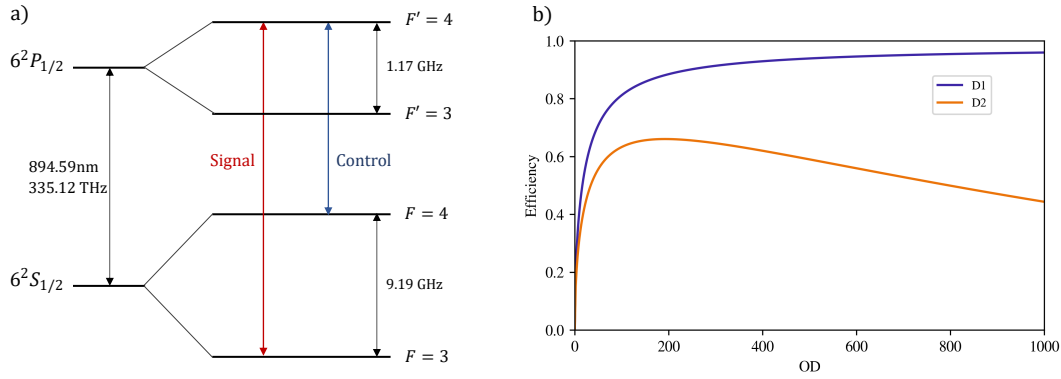 a)
F′ = 4
6²P₁/₂
1.17 GHz
F′ = 3
Signal
Control
894.59nm
335.12 THz
F = 4
6²S₁/₂
9.19 GHz
F = 3
b)
1.0
0.8
0.6
0.4
0.2
0.0
Efficiency
D1
D2
0 200 400 600 800 1000
OD